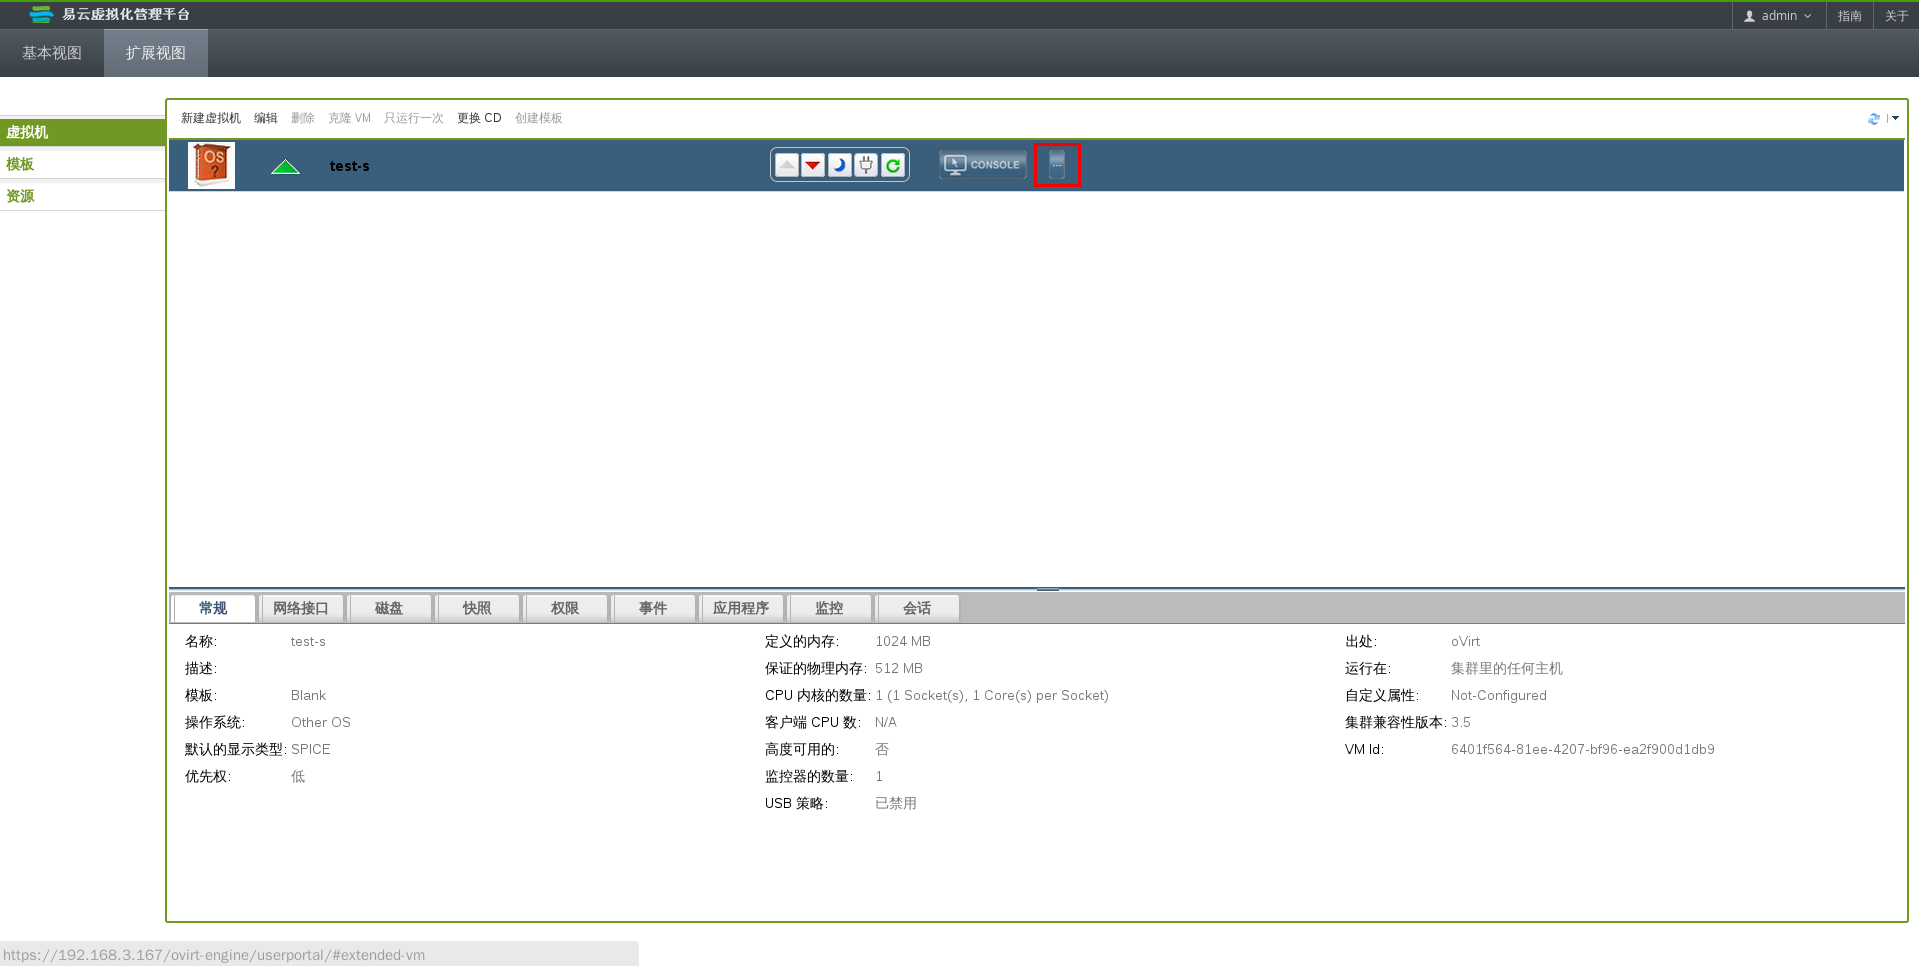 易云虚拟化管理平台
admin 指南 关于
基本视图 扩展视图
新建虚拟机 编辑 删除 克隆 VM 只运行一次 更换 CD 创建模板
虚拟机
模板
资源
OS ? test-s CONSOLE ...
常规 网络接口 磁盘 快照 权限 事件 应用程序 监控 会话
名称: test-s 定义的内存: 1024 MB 出处: oVirt
描述: 保证的物理内存: 512 MB 运行在: 集群里的任何主机
模板: Blank CPU 内核的数量: 1 (1 Socket(s), 1 Core(s) per Socket) 自定义属性: Not-Configured
操作系统: Other OS 客户端 CPU 数: N/A 集群兼容性版本: 3.5
默认的显示类型: SPICE 高度可用的: 否 VM Id: 6401f564-81ee-4207-bf96-ea2f900d1db9
优先权: 低 监控器的数量: 1
USB 策略: 已禁用
https://192.168.3.167/ovirt-engine/userportal/#extended-vm